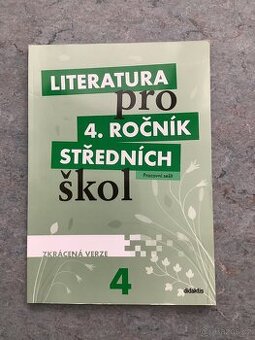 LITERATURA
pro
4. ROČNÍK
STŘEDNÍCH
Pracovní sešit
škol
ZKRÁCENÁ VERZE
4
didaktis